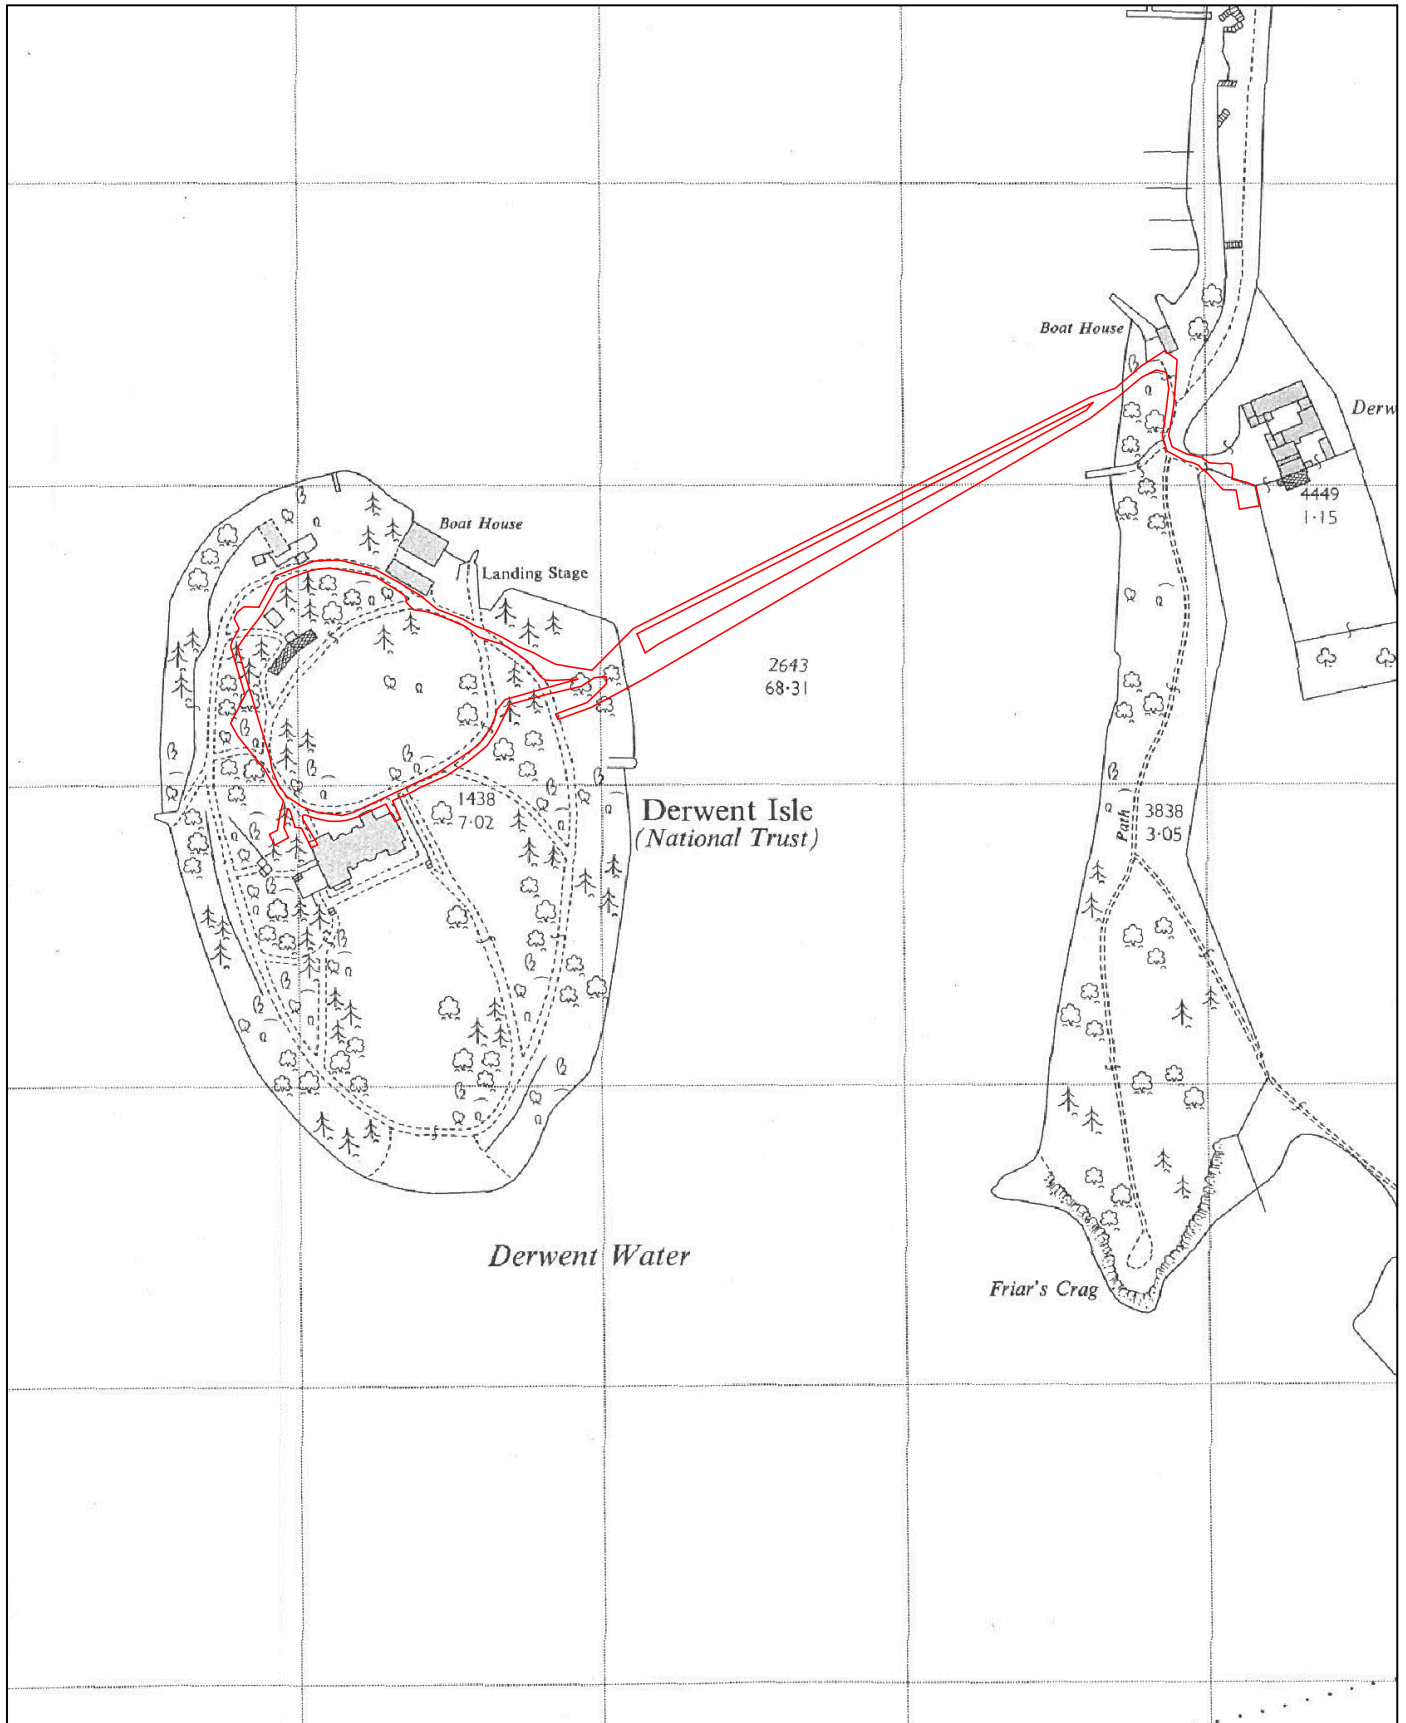 Boat House
Derw
4449
1·15
Boat House
Landing Stage
2643
68·31
1438
7·02
Derwent Isle
(National Trust)
Path
3838
3·05
Derwent Water
Friar's Crag